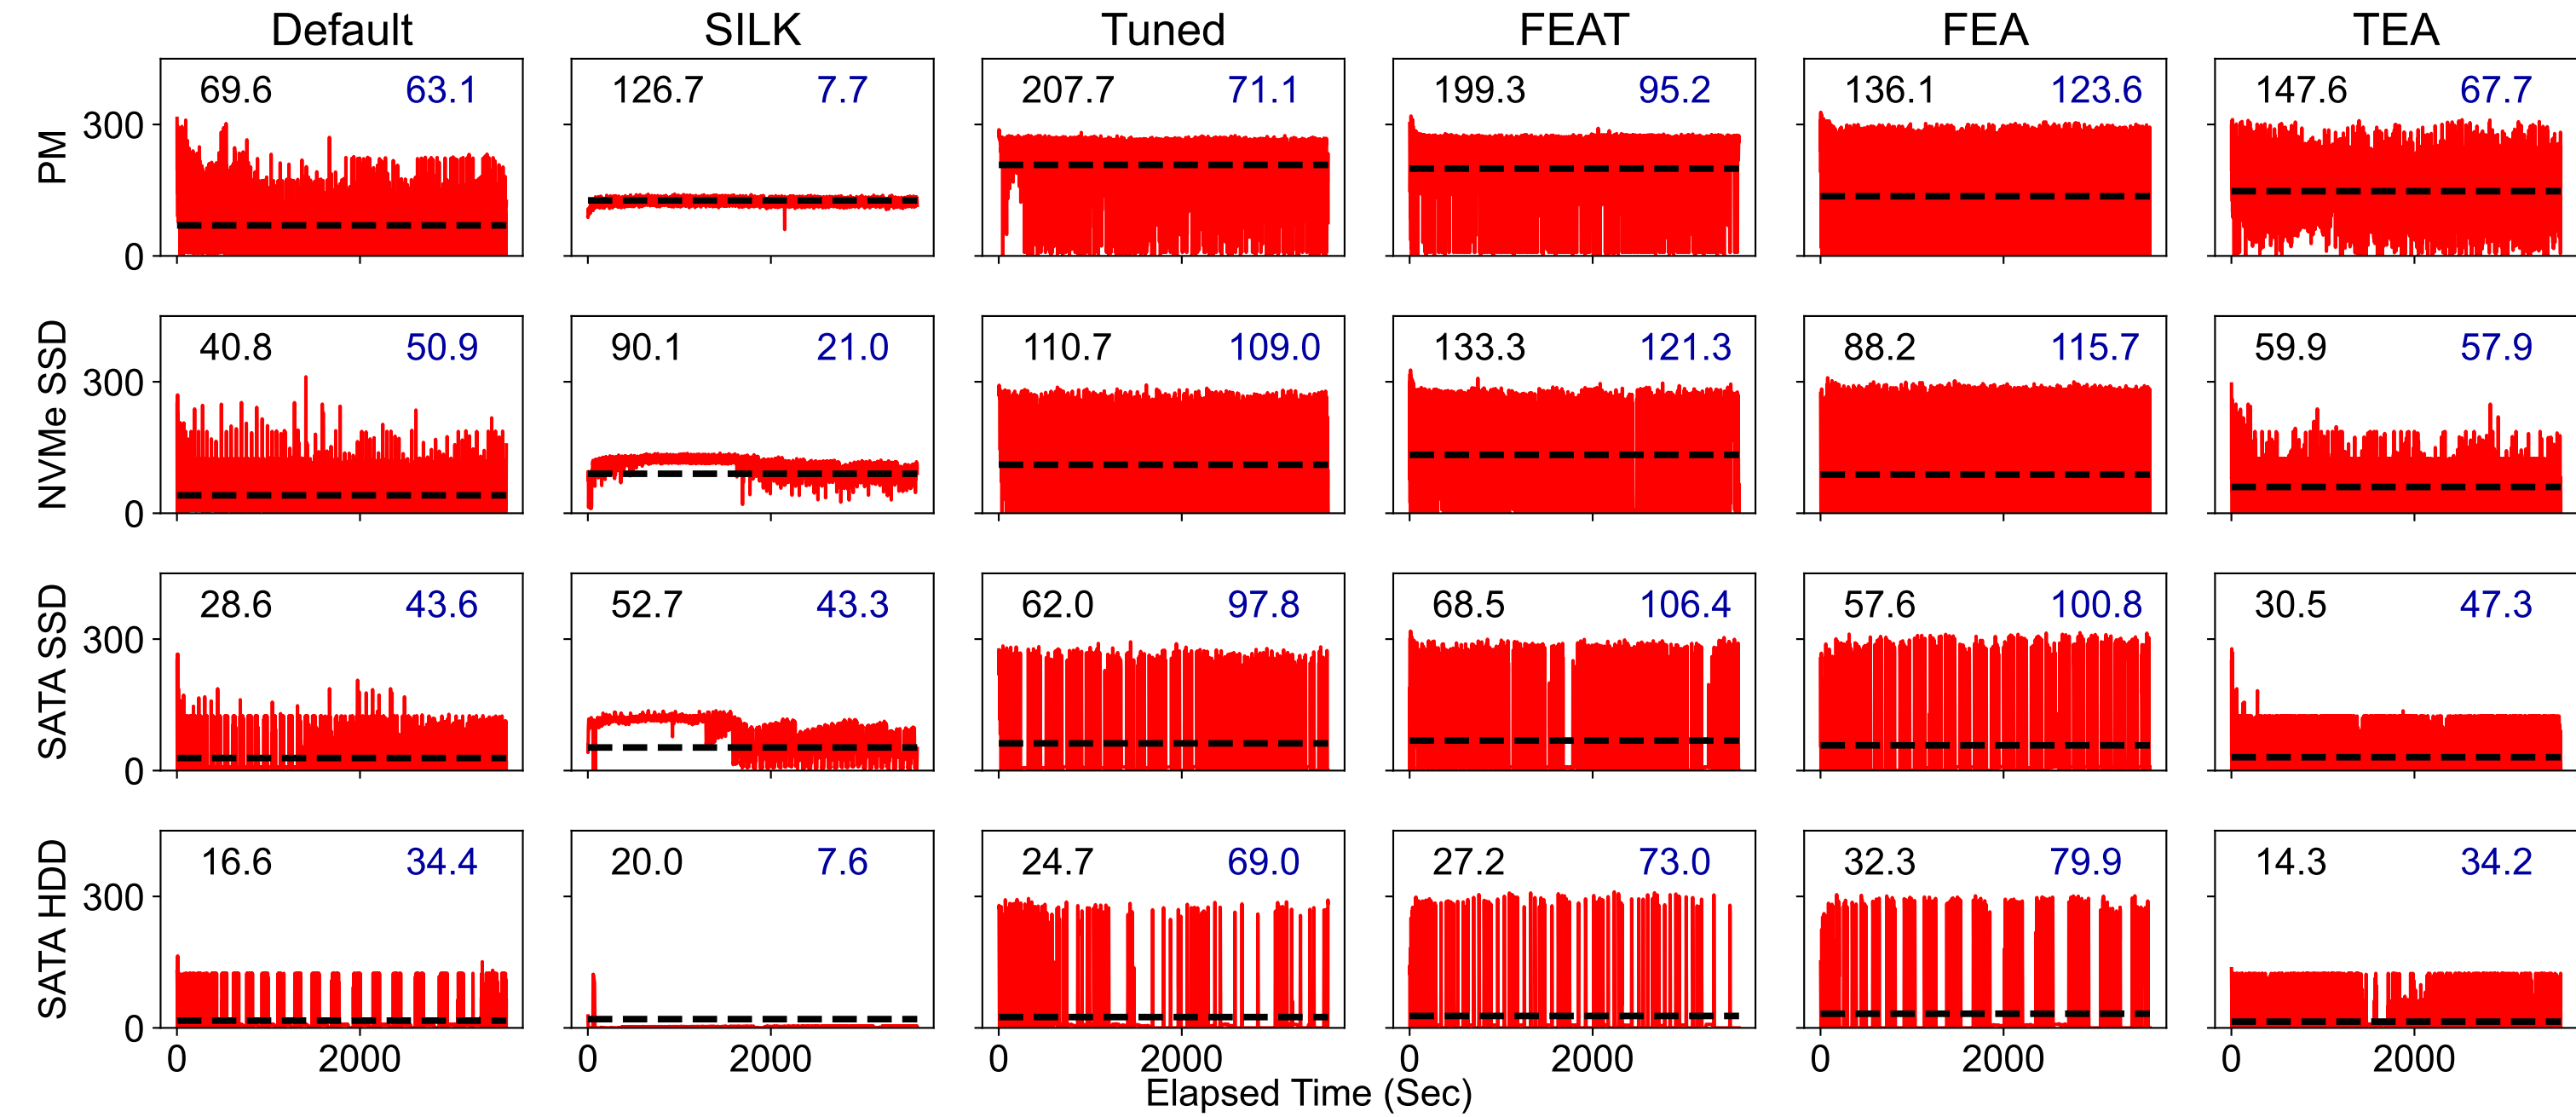 Default SILK Tuned FEAT FEA TEA
PM 300 0 69.6 63.1 126.7 7.7 207.7 71.1 199.3 95.2 136.1 123.6 147.6 67.7
NVMe SSD 300 0 40.8 50.9 90.1 21.0 110.7 109.0 133.3 121.3 88.2 115.7 59.9 57.9
SATA SSD 300 0 28.6 43.6 52.7 43.3 62.0 97.8 68.5 106.4 57.6 100.8 30.5 47.3
SATA HDD 300 0 16.6 34.4 20.0 7.6 24.7 69.0 27.2 73.0 32.3 79.9 14.3 34.2
0 2000 0 2000 0 2000 0 2000 0 2000 0 2000
Elapsed Time (Sec)